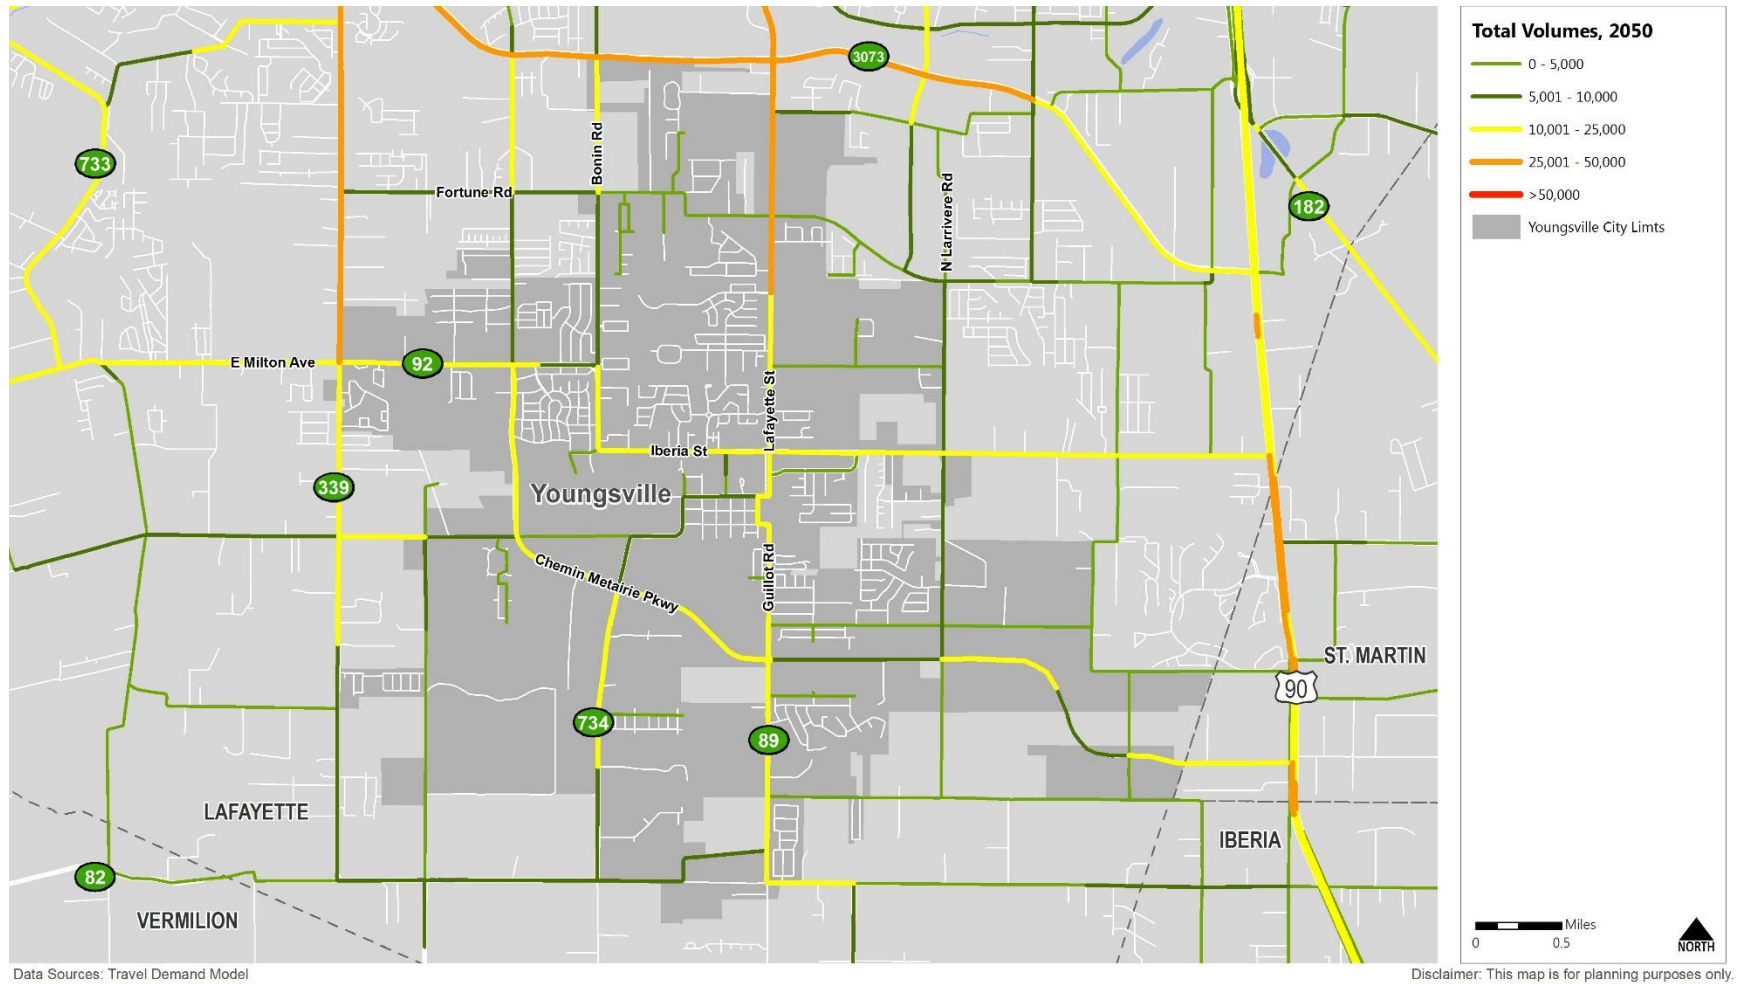 Total Volumes, 2050
0 - 5,000
5,001 - 10,000
10,001 - 25,000
25,001 - 50,000
>50,000
Youngsville City Limts
3073
Bonin Rd
733
Fortune Rd
N Larrivere Rd
182
E Milton Ave
92
Lafayette St
Iberia St
339
Youngsville
Chemin Metairie Pkwy
Guillot Rd
ST. MARTIN
90
734
89
LAFAYETTE
IBERIA
82
VERMILION
Miles
0 0.5
NORTH
Data Sources: Travel Demand Model
Disclaimer: This map is for planning purposes only.